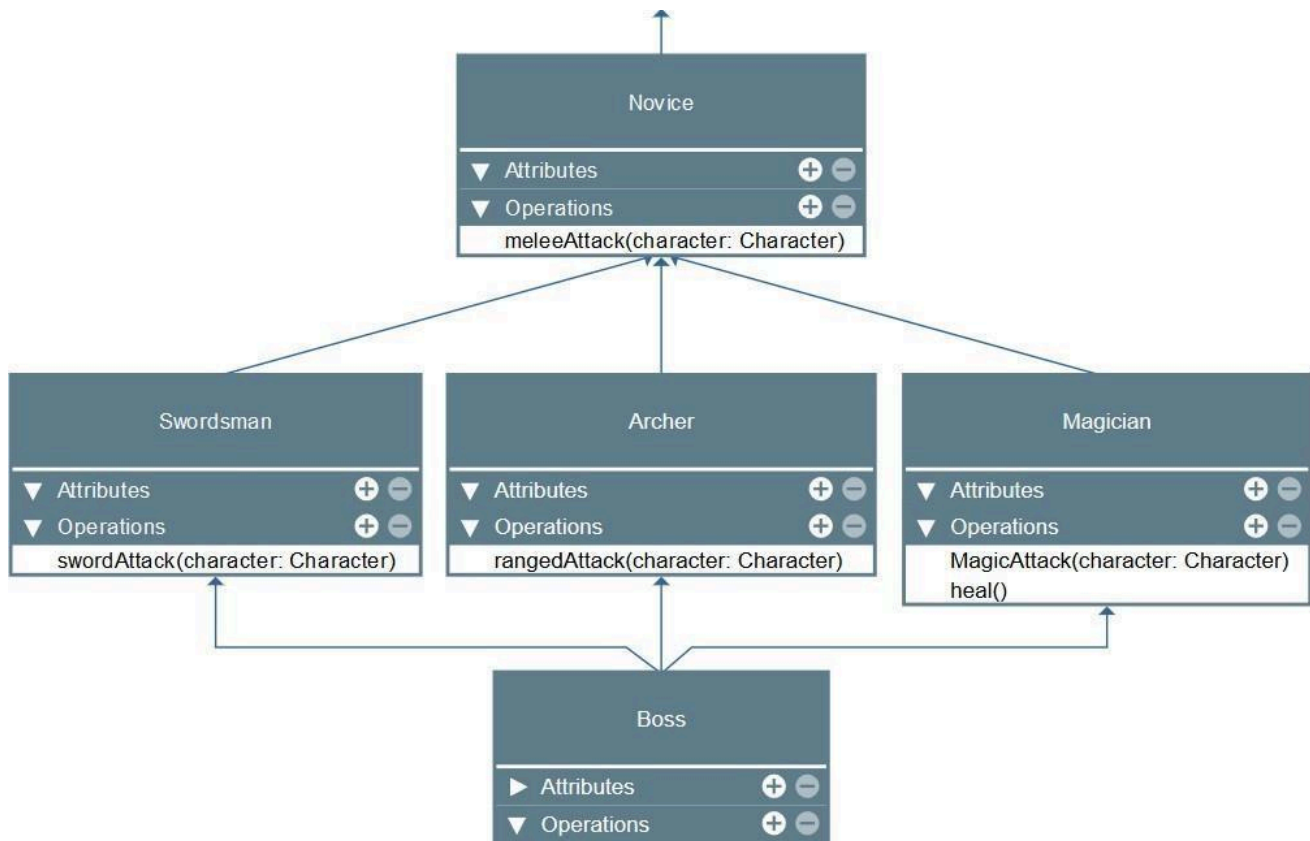 Novice
Attributes
Operations
meleeAttack(character: Character)
Swordsman
Attributes
Operations
swordAttack(character: Character)
Archer
Attributes
Operations
rangedAttack(character: Character)
Magician
Attributes
Operations
MagicAttack(character: Character)
heal()
Boss
Attributes
Operations